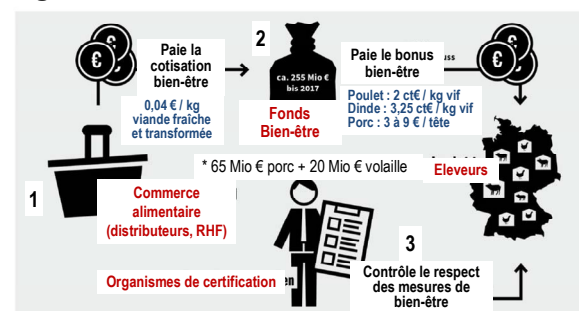 Paie la
cotisation
bien-être
0,04 € / kg
viande fraîche
et transformée
2
ca. 255 Mio €
bis 2017
Fonds
Bien-être
Paie le bonus
bien-être
uss
Poulet : 2 ct€ / kg vif
Dinde : 3,25 ct€ / kg vif
Porc : 3 à 9 € / tête
€
€
* 65 Mio € porc + 20 Mio € volaille
Eleveurs
1
Commerce
alimentaire
(distributeurs, RHF)
Organismes de certification
en
3
Contrôle le respect
des mesures de
bien-être